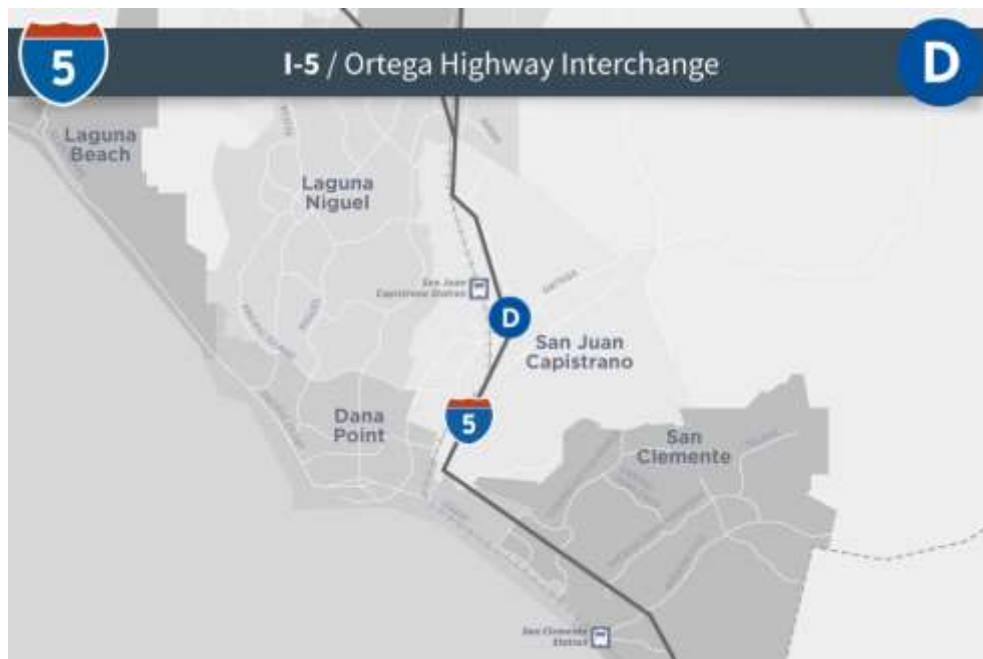 5
I-5 / Ortega Highway Interchange
D
Laguna
Beach
Laguna
Niguel
San Juan
Capistrano Station
ORTEGA
D
San Juan
Capistrano
5
Dana
Point
San
Clemente
San Clemente
Station